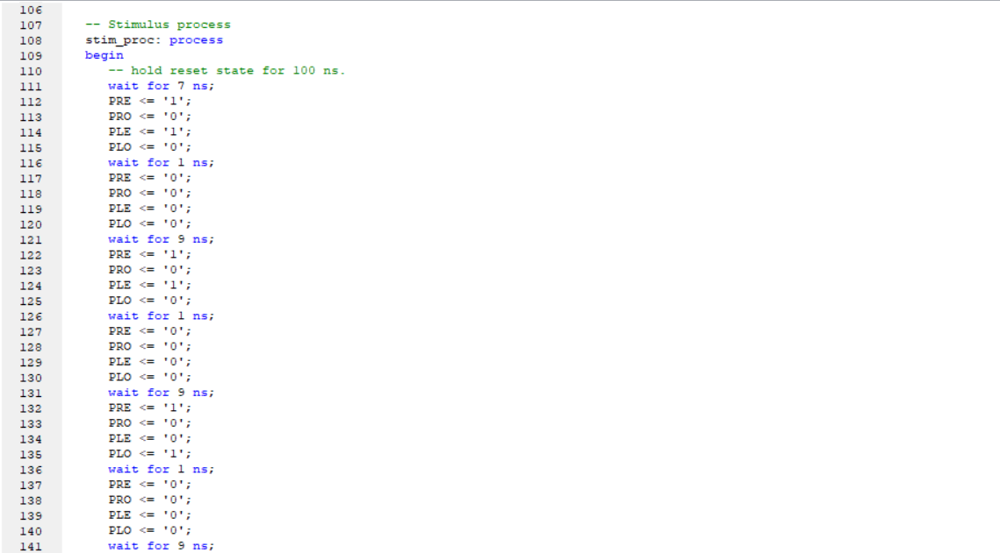 106
107 -- Stimulus process
108 stim_proc: process
109 begin
110 -- hold reset state for 100 ns.
111 wait for 7 ns;
112 PRE <= '1';
113 PRO <= '0';
114 PLE <= '1';
115 PLO <= '0';
116 wait for 1 ns;
117 PRE <= '0';
118 PRO <= '0';
119 PLE <= '0';
120 PLO <= '0';
121 wait for 9 ns;
122 PRE <= '1';
123 PRO <= '0';
124 PLE <= '1';
125 PLO <= '0';
126 wait for 1 ns;
127 PRE <= '0';
128 PRO <= '0';
129 PLE <= '0';
130 PLO <= '0';
131 wait for 9 ns;
132 PRE <= '1';
133 PRO <= '0';
134 PLE <= '0';
135 PLO <= '1';
136 wait for 1 ns;
137 PRE <= '0';
138 PRO <= '0';
139 PLE <= '0';
140 PLO <= '0';
141 wait for 9 ns;